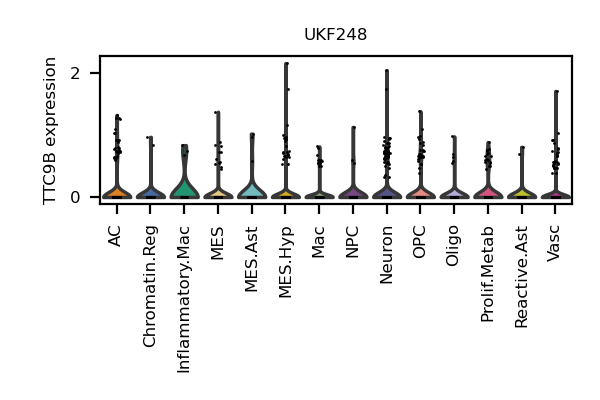 UKF248
TTC9B expression
2
0
AC
Chromatin.Reg
Inflammatory.Mac
MES
MES.Ast
MES.Hyp
Mac
NPC
Neuron
OPC
Oligo
Prolif.Metab
Reactive.Ast
Vasc